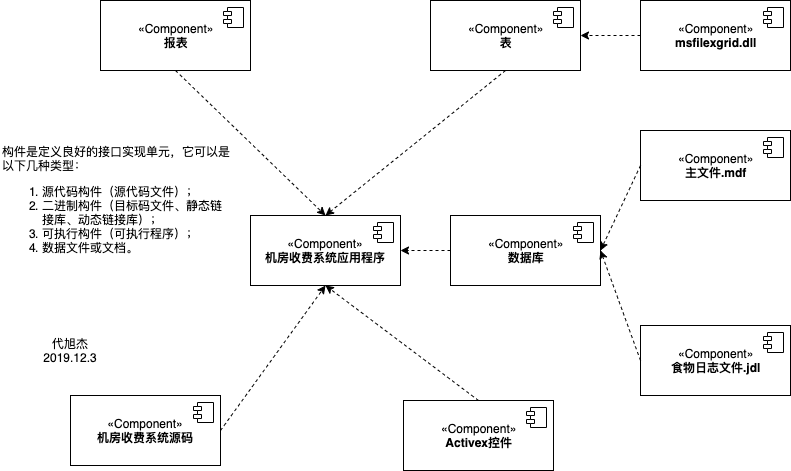 «Component»
报表
«Component»
表
«Component»
msfilexgrid.dll
构件是定义良好的接口实现单元，它可以是
以下几种类型：
1. 源代码构件（源代码文件）；
2. 二进制构件（目标码文件、静态链
接库、动态链接库）；
3. 可执行构件（可执行程序）；
4. 数据文件或文档。
«Component»
主文件.mdf
«Component»
机房收费系统应用程序
«Component»
数据库
«Component»
食物日志文件.jdl
代旭杰
2019.12.3
«Component»
机房收费系统源码
«Component»
Activex控件